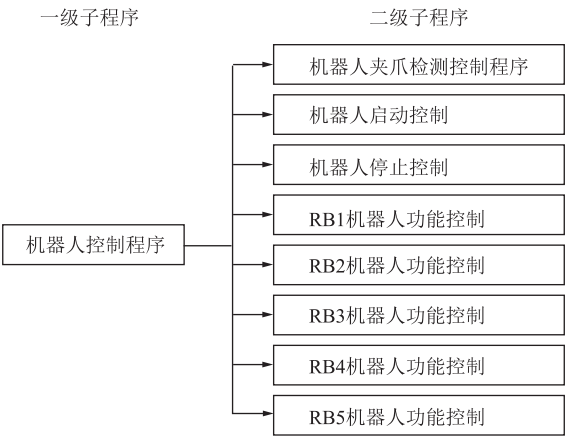 一级子程序
二级子程序
机器人夹爪检测控制程序
机器人启动控制
机器人停止控制
RB1机器人功能控制
机器人控制程序
RB2机器人功能控制
RB3机器人功能控制
RB4机器人功能控制
RB5机器人功能控制